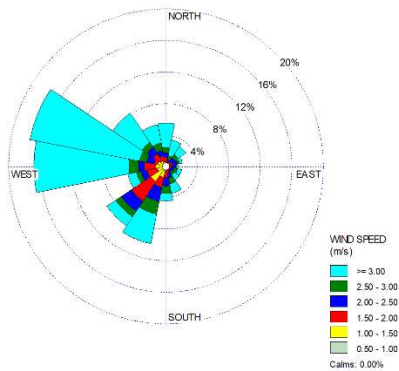 NORTH
20%
16%
12%
8%
4%
WEST
EAST
SOUTH
WIND SPEED
(m/s)
>= 3.00
2.50 - 3.00
2.00 - 2.50
1.50 - 2.00
1.00 - 1.50
0.50 - 1.00
Calms: 0.00%